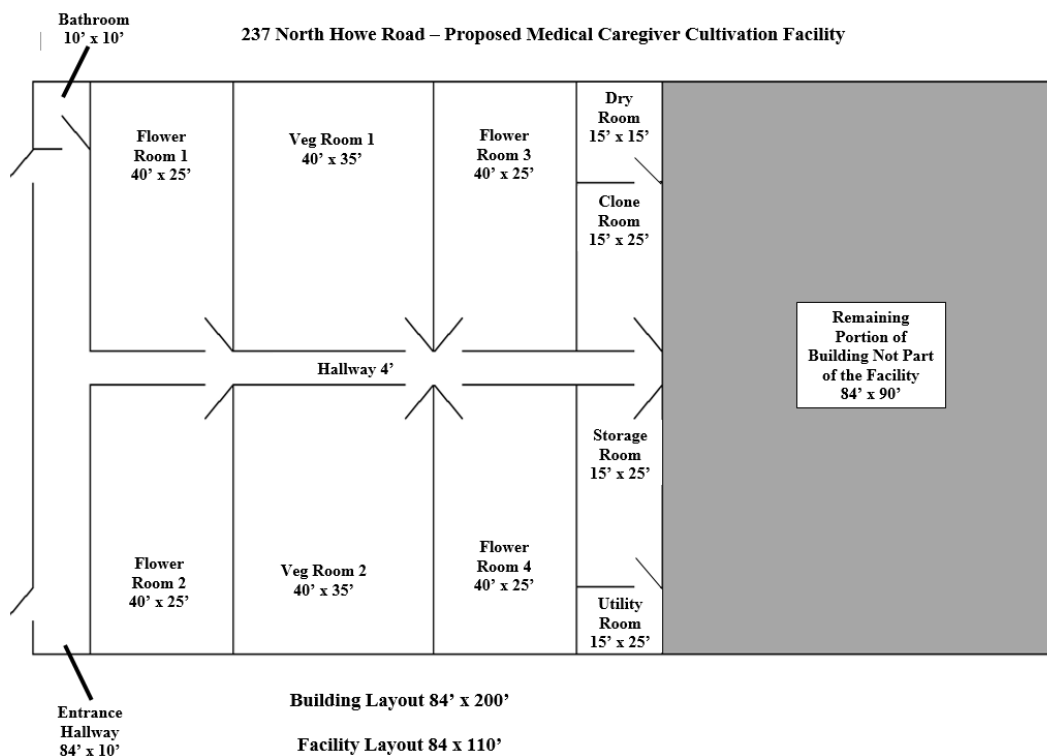 Bathroom
10’ x 10’
237 North Howe Road – Proposed Medical Caregiver Cultivation Facility
Flower
Room 1
40’ x 25’
Veg Room 1
40’ x 35’
Flower
Room 3
40’ x 25’
Dry
Room
15’ x 15’
Clone
Room
15’ x 25’
Hallway 4’
Remaining
Portion of
Building Not Part
of the Facility
84’ x 90’
Flower
Room 2
40’ x 25’
Veg Room 2
40’ x 35’
Flower
Room 4
40’ x 25’
Storage
Room
15’ x 25’
Utility
Room
15’ x 25’
Entrance
Hallway
84’ x 10’
Building Layout 84’ x 200’
Facility Layout 84 x 110’